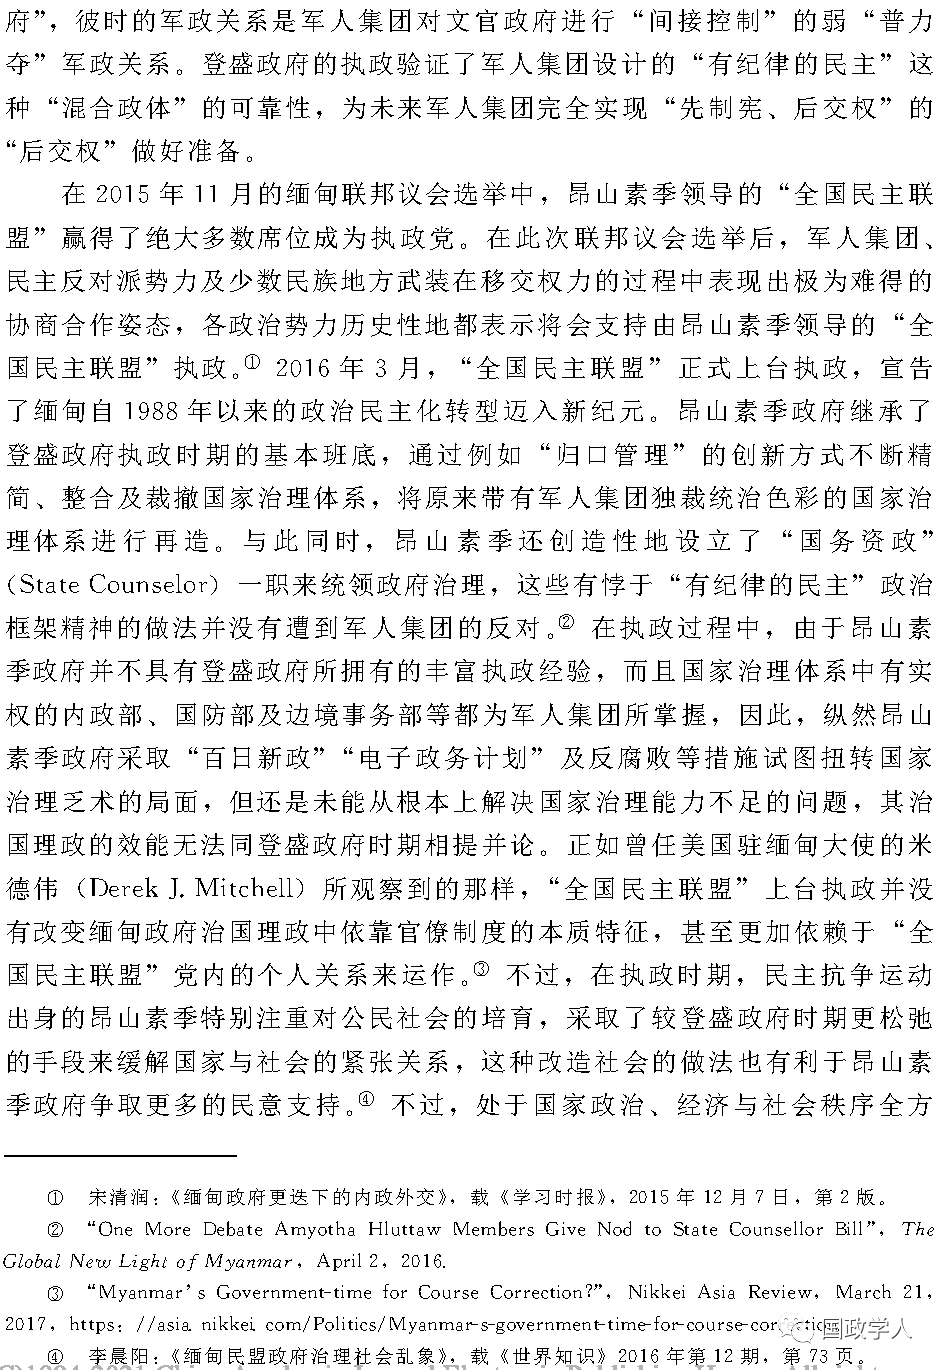 府”，彼时的军政关系是军人集团对文官政府进行“间接控制”的弱“普力
夺”军政关系。登盛政府的执政验证了军人集团设计的“有纪律的民主”这
种“混合政体”的可靠性，为未来军人集团完全实现“先制宪、后交权”的
“后交权”做好准备。
在 2015 年 11 月的缅甸联邦议会选举中，昂山素季领导的“全国民主联
盟”赢得了绝大多数席位成为执政党。在此次联邦议会选举后，军人集团、
民主反对派势力及少数民族地方武装在移交权力的过程中表现出极为难得的
协商合作姿态，各政治势力历史性地都表示将会支持由昂山素季领导的“全
国民主联盟”执政。① 2016 年 3 月，“全国民主联盟”正式上台执政，宣告
了缅甸自 1988 年以来的政治民主化转型迈入新纪元。昂山素季政府继承了
登盛政府执政时期的基本班底，通过例如“归口管理”的创新方式不断精
简、整合及裁撤国家治理体系，将原来带有军人集团独裁统治色彩的国家治
理体系进行再造。与此同时，昂山素季还创造性地设立了“国务资政”
（State Counselor）一职来统领政府治理，这些有悖于“有纪律的民主”政治
框架精神的做法并没有遭到军人集团的反对。② 在执政过程中，由于昂山素
季政府并不具有登盛政府所拥有的丰富执政经验，而且国家治理体系中有实
权的内政部、国防部及边境事务部等都为军人集团所掌握，因此，纵然昂山
素季政府采取“百日新政”“电子政务计划”及反腐败等措施试图扭转国家
治理乏术的局面，但还是未能从根本上解决国家治理能力不足的问题，其治
国理政的效能无法同登盛政府时期相提并论。正如曾任美国驻缅甸大使的米
德伟（Derek J. Mitchell）所观察到的那样，“全国民主联盟”上台执政并没
有改变缅甸政府治国理政中依靠官僚制度的本质特征，甚至更加依赖于“全
国民主联盟”党内的个人关系来运作。③ 不过，在执政时期，民主抗争运动
出身的昂山素季特别注重对公民社会的培育，采取了较登盛政府时期更松弛
的手段来缓解国家与社会的紧张关系，这种改造社会的做法也有利于昂山素
季政府争取更多的民意支持。④ 不过，处于国家政治、经济与社会秩序全方
① 宋清润：《缅甸政府更迭下的内政外交》，载《学习时报》，2015 年 12 月 7 日，第 2 版。
② “One More Debate Amyotha Hluttaw Members Give Nod to State Counsellor Bill”, The
Global New Light of Myanmar, April 2, 2016.
③ “Myanmar’s Government-time for Course Correction?”, Nikkei Asia Review, March 21,
2017, https: //asia. nikkei. com/Politics/Myanmar-s-government-time-for-course-correction
国政学人
④ 李晨阳：《缅甸民盟政府治理社会乱象》，载《世界知识》2016 年第 12 期，第 73 页。